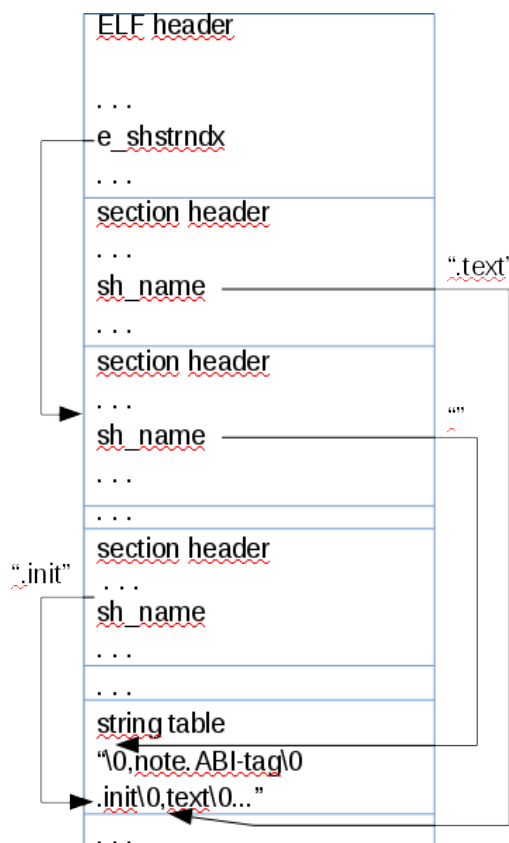 ELF header
. . .
e_shstrndx
. . .
section header
. . .
sh_name
“.text”
. . .
section header
. . .
“”
sh_name
. . .
. . .
section header
“.init”
. . .
sh_name
. . .
. . .
string table
“\0,note.ABI-tag\0
.init\0,text\0...”
. . .